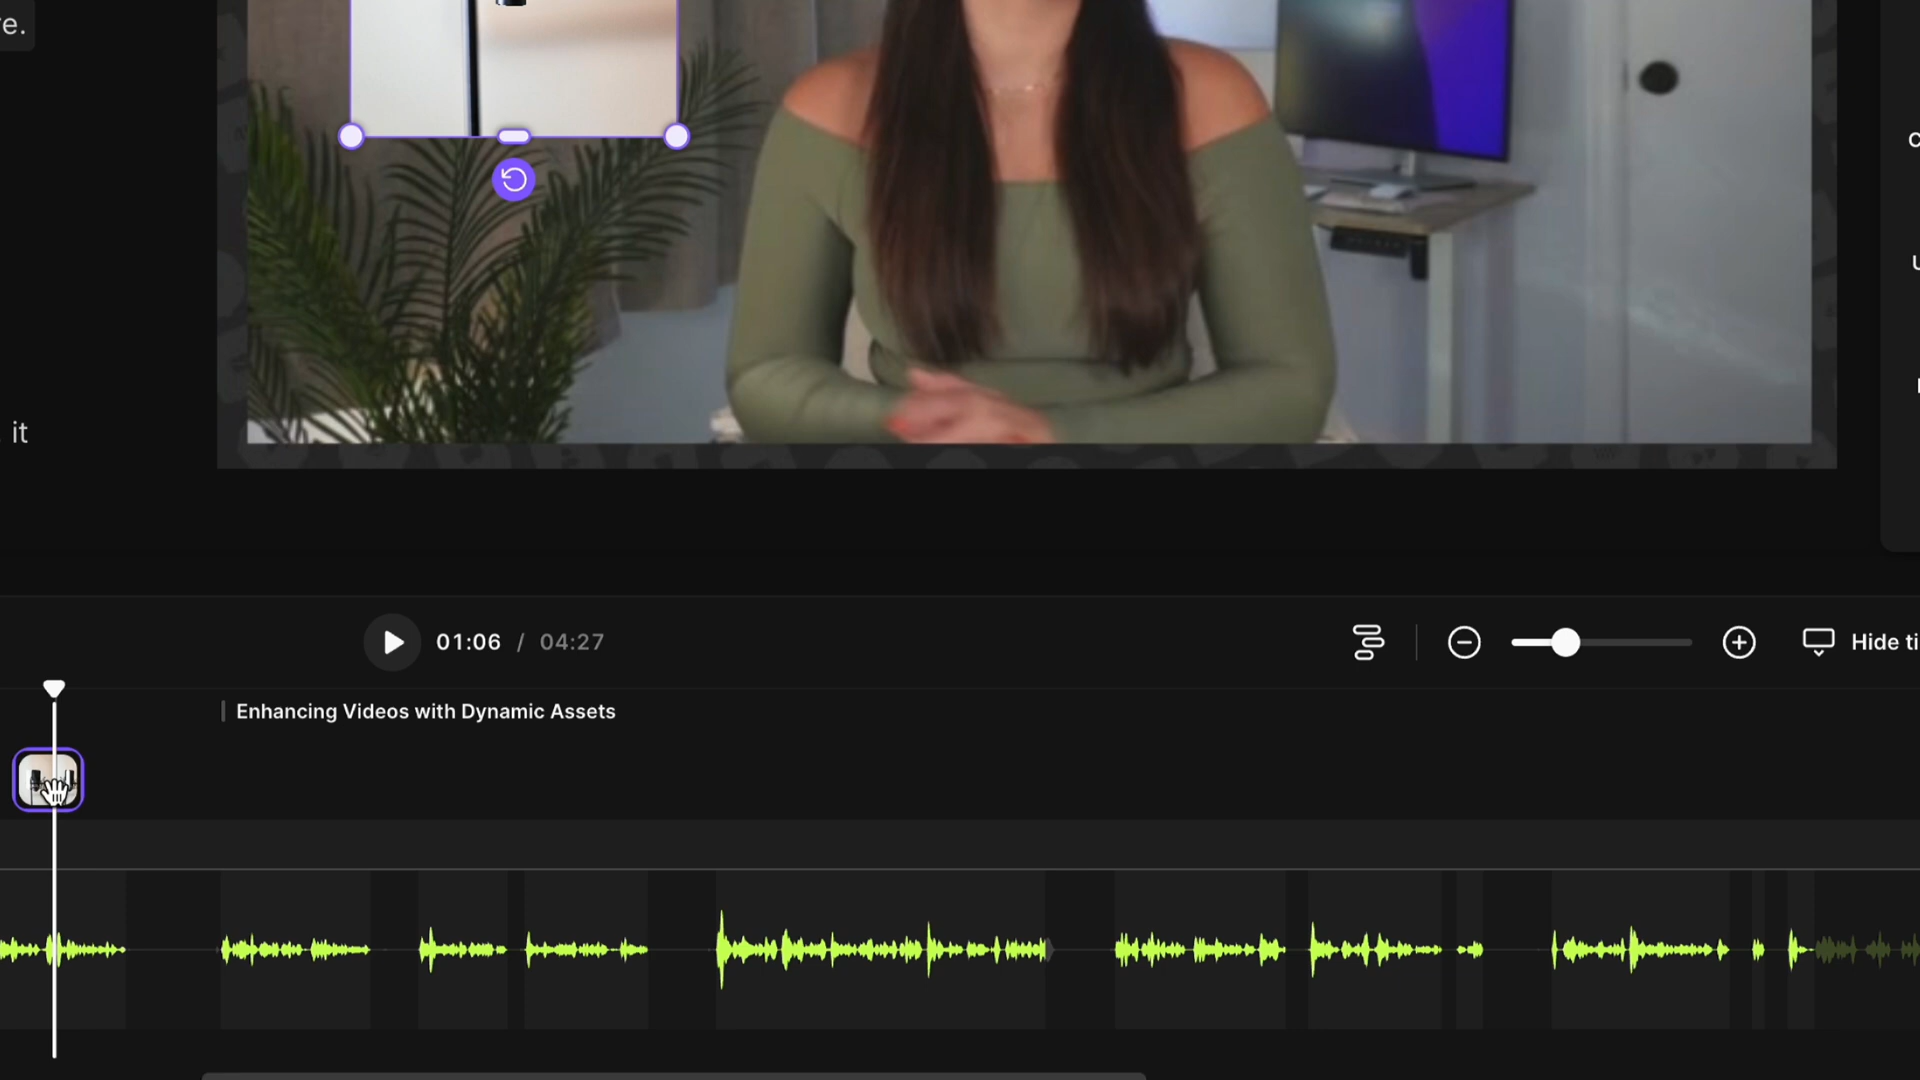 e.
it
01:06 / 04:27
Hide ti
Enhancing Videos with Dynamic Assets